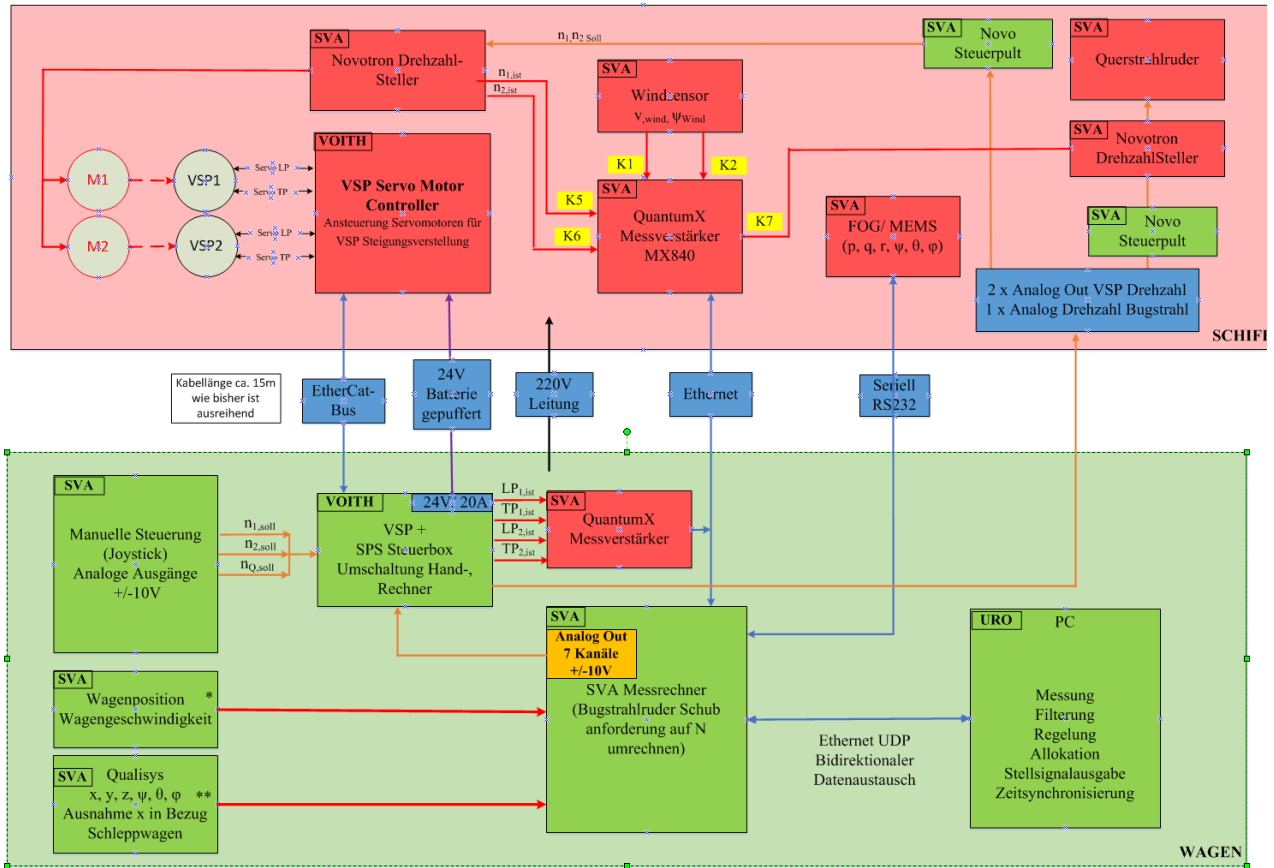 SVA
Novotron Drehzahl-
Steller
n1,n2 Soll
SVA
Novo
Steuerpult
SVA
Querstrahlruder
n1,ist
n2,ist
SVA
Windsensor
v,wind, ψWind
VOITH
VSP Servo Motor
Controller
Ansteuerung Servomotoren für
VSP Steigungsverstellung
M1
VSP1
Servo LP
Servo TP
M2
VSP2
Servo LP
Servo TP
K1
K2
K5
K6
K7
SVA
QuantumX
Messverstärker
MX840
SVA
Novotron
DrehzahlSteller
SVA
FOG/ MEMS
(p, q, r, ψ, θ, φ)
SVA
Novo
Steuerpult
2 x Analog Out VSP Drehzahl
1 x Analog Drehzahl Bugstrahl
SCHIFF
Kabellänge ca. 15m
wie bisher ist
ausreihend
EtherCat-
Bus
24V
Batterie
gepuffert
220V
Leitung
Ethernet
Seriell
RS232
SVA
Manuelle Steuerung
(Joystick)
Analoge Ausgänge
+/-10V
n1,soll
n2,soll
nQ,soll
VOITH
24V, 20A
VSP +
SPS Steuerbox
Umschaltung Hand-,
Rechner
LP1,ist
TP1,ist
LP2,ist
TP2,ist
SVA
QuantumX
Messverstärker
SVA
Analog Out
7 Kanäle
+/-10V
SVA Messrechner
(Bugstrahlruder Schub
anforderung auf N
umrechnen)
SVA
Wagenposition *
Wagengeschwindigkeit
SVA
Qualisys
x, y, z, ψ, θ, φ **
Ausnahme x in Bezug
Schleppwagen
Ethernet UDP
Bidirektionaler
Datenaustausch
URO
PC
Messung
Filterung
Regelung
Allokation
Stellsignalausgabe
Zeitsynchronisierung
WAGEN